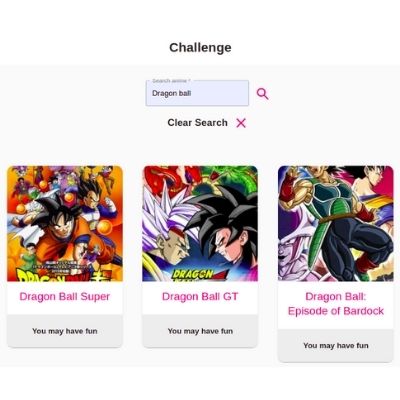 Challenge
Search anime *
Dragon ball
Clear Search
Dragon Ball Super
You may have fun
DRAGON
Dragon Ball GT
You may have fun
Dragon Ball:
Episode of Bardock
You may have fun